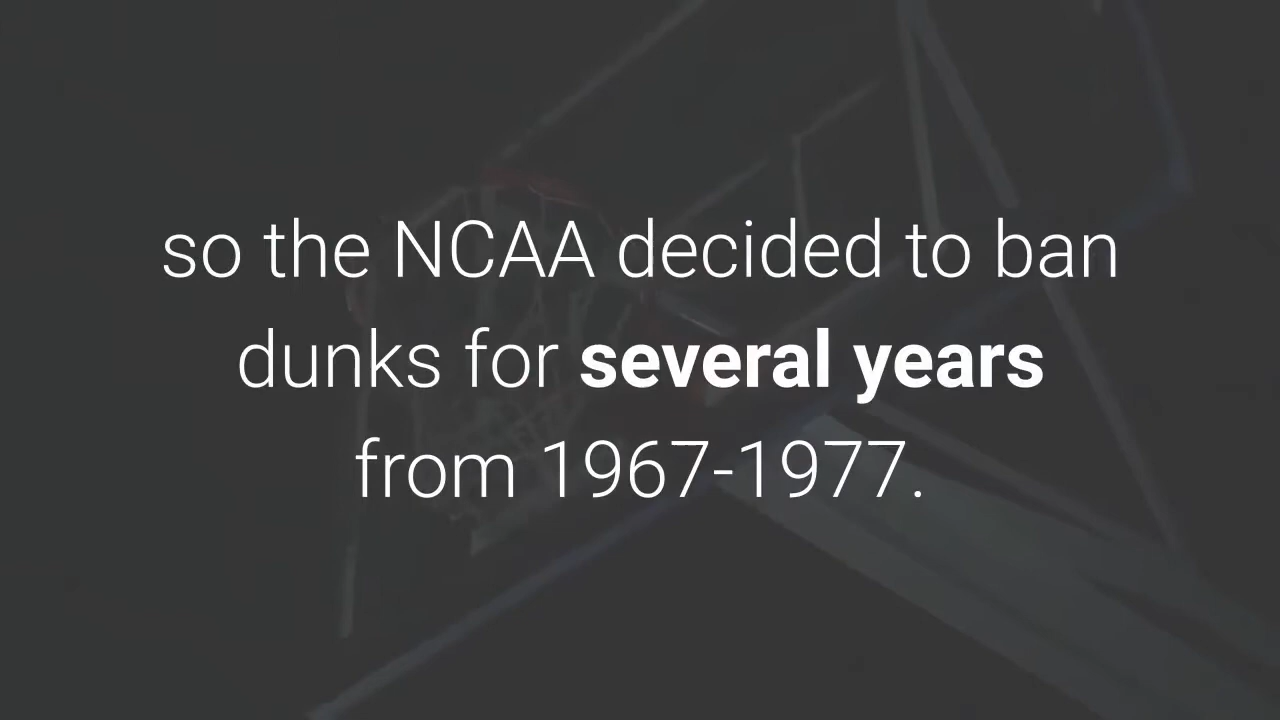 so the NCAA decided to ban
dunks for several years
from 1967-1977.